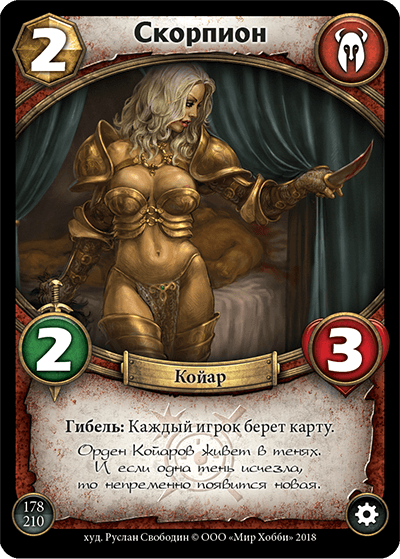 2
Скорпион
2
Койар
3
Гибель: Каждый игрок берет карту.
Орден Койаров живет в тенях.
И если одна тень исчезла,
то непременно появится новая.
178
210
худ. Руслан Свободин © ООО «Мир Хобби» 2018